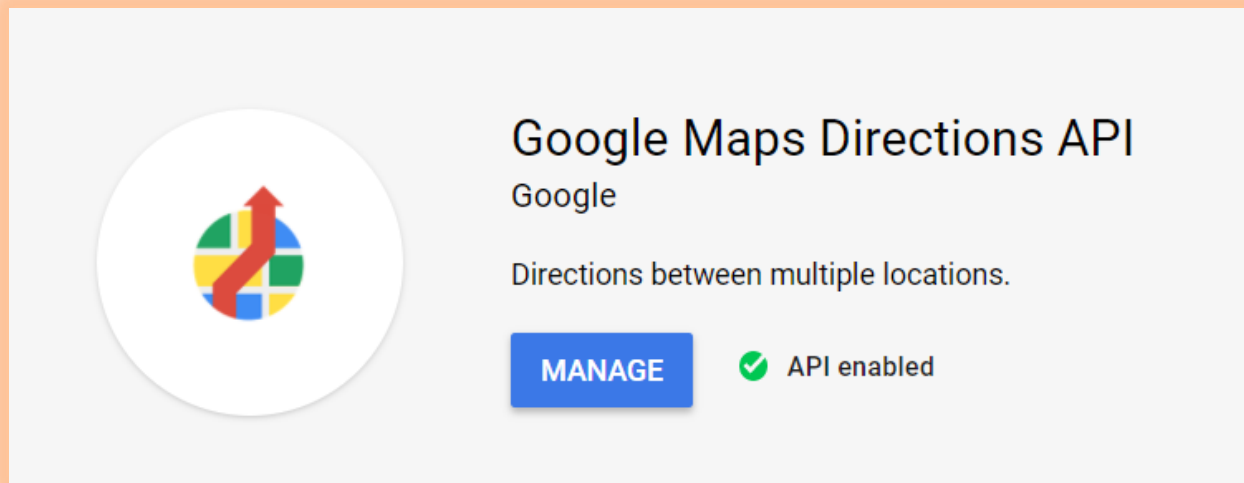 Google Maps Directions API
Google
Directions between multiple locations.
MANAGE
API enabled